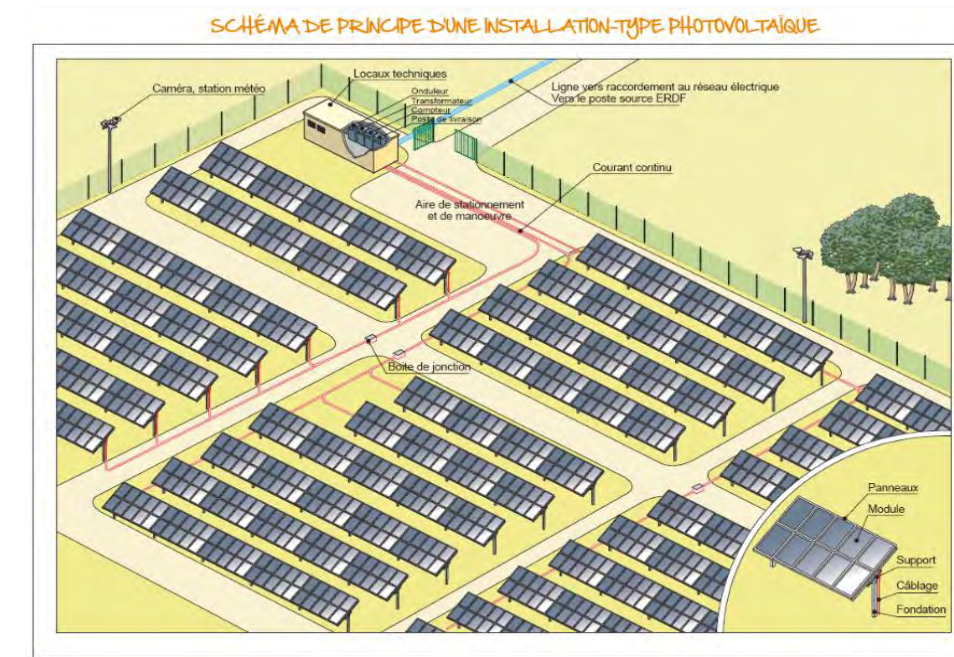 SCHÉMA DE PRINCIPE D'UNE INSTALLATION-TYPE PHOTOVOLTAÏQUE
Caméra, station météo
Locaux techniques
Onduleur
Transformateur
Compteur
Poste de livraison
Ligne vers raccordement au réseau électrique
Vers le poste source ERDF
Courant continu
Aire de stationnement
et de manoeuvre
Boite de jonction
Panneaux
Module
Support
Câblage
Fondation